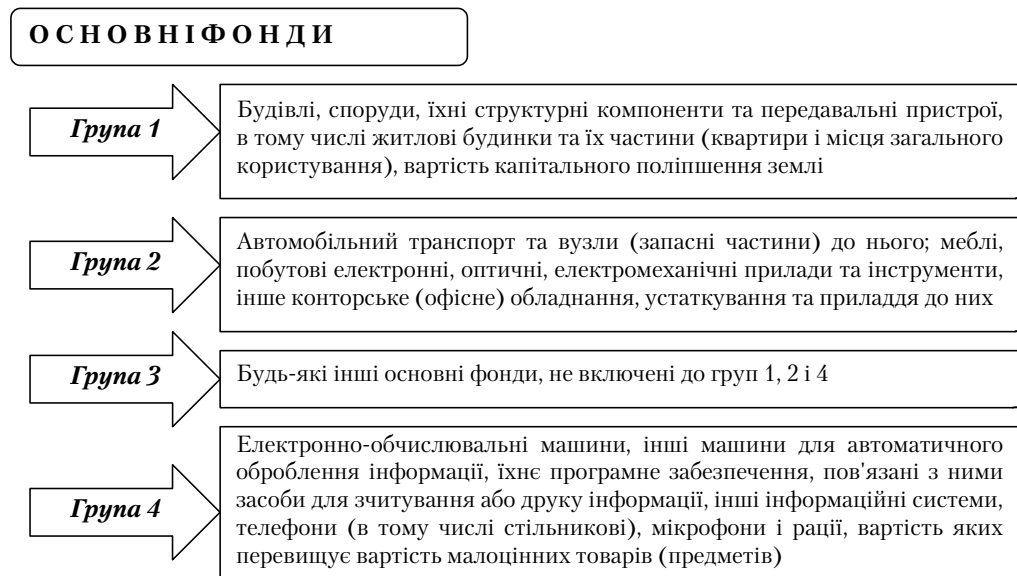 ОСНОВНІФОНДИ
Група 1
Будівлі, споруди, їхні структурні компоненти та передавальні пристрої,
в тому числі житлові будинки та їх частини (квартири і місця загального
користування), вартість капітального поліпшення землі
Група 2
Автомобільний транспорт та вузли (запасні частини) до нього; меблі,
побутові електронні, оптичні, електромеханічні прилади та інструменти,
інше конторське (офісне) обладнання, устаткування та приладдя до них
Група 3
Будь-які інші основні фонди, не включені до груп 1, 2 і 4
Група 4
Електронно-обчислювальні машини, інші машини для автоматичного
оброблення інформації, їхнє програмне забезпечення, пов'язані з ними
засоби для зчитування або друку інформації, інші інформаційні системи,
телефони (в тому числі стільникові), мікрофони і рації, вартість яких
перевищує вартість малоцінних товарів (предметів)